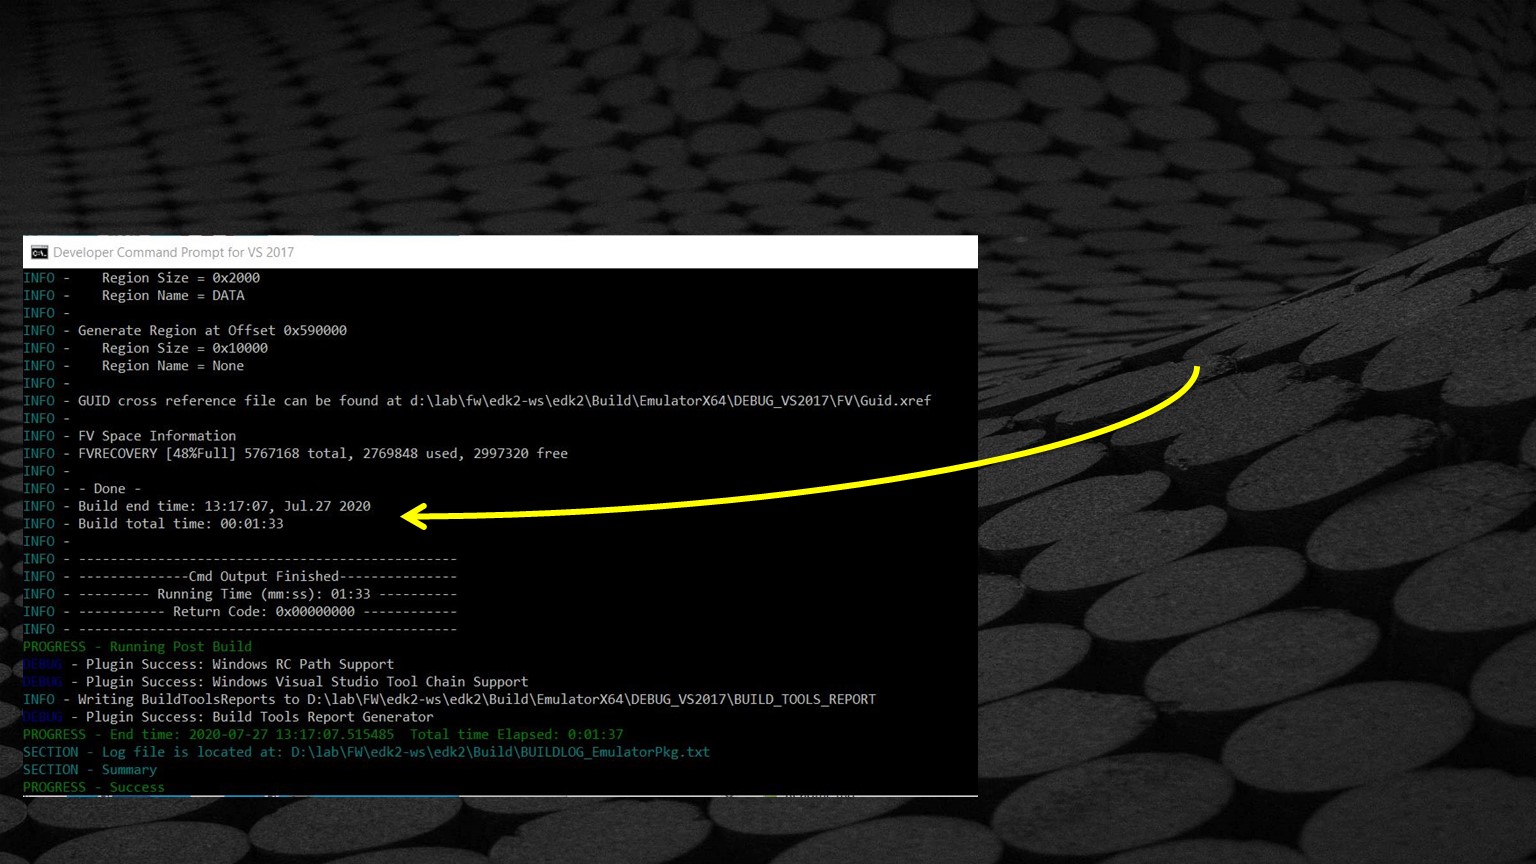 Developer Command Prompt for VS 2017
INFO -    Region Size = 0x2000
INFO -    Region Name = DATA
INFO -
INFO - Generate Region at Offset 0x590000
INFO -    Region Size = 0x10000
INFO -    Region Name = None
INFO -
INFO - GUID cross reference file can be found at d:\lab\fw\edk2-ws\edk2\Build\EmulatorX64\DEBUG_VS2017\FV\Guid.xref
INFO -
INFO - FV Space Information
INFO - FVRECOVERY [48%Full] 5767168 total, 2769848 used, 2997320 free
INFO -
INFO - - Done -
INFO - Build end time: 13:17:07, Jul.27 2020
INFO - Build total time: 00:01:33
INFO -
INFO - ------------------------------------------------
INFO - --------------Cmd Output Finished---------------
INFO - --------- Running Time (mm:ss): 01:33 ----------
INFO - ----------- Return Code: 0x00000000 ------------
INFO - ------------------------------------------------
PROGRESS - Running Post Build
DEBUG - Plugin Success: Windows RC Path Support
DEBUG - Plugin Success: Windows Visual Studio Tool Chain Support
INFO - Writing BuildToolsReports to D:\lab\FW\edk2-ws\edk2\Build\EmulatorX64\DEBUG_VS2017\BUILD_TOOLS_REPORT
DEBUG - Plugin Success: Build Tools Report Generator
PROGRESS - End time: 2020-07-27 13:17:07.515485  Total time Elapsed: 0:01:37
SECTION - Log file is located at: D:\lab\FW\edk2-ws\edk2\Build\BUILDLOG_EmulatorPkg.txt
SECTION - Summary
PROGRESS - Success